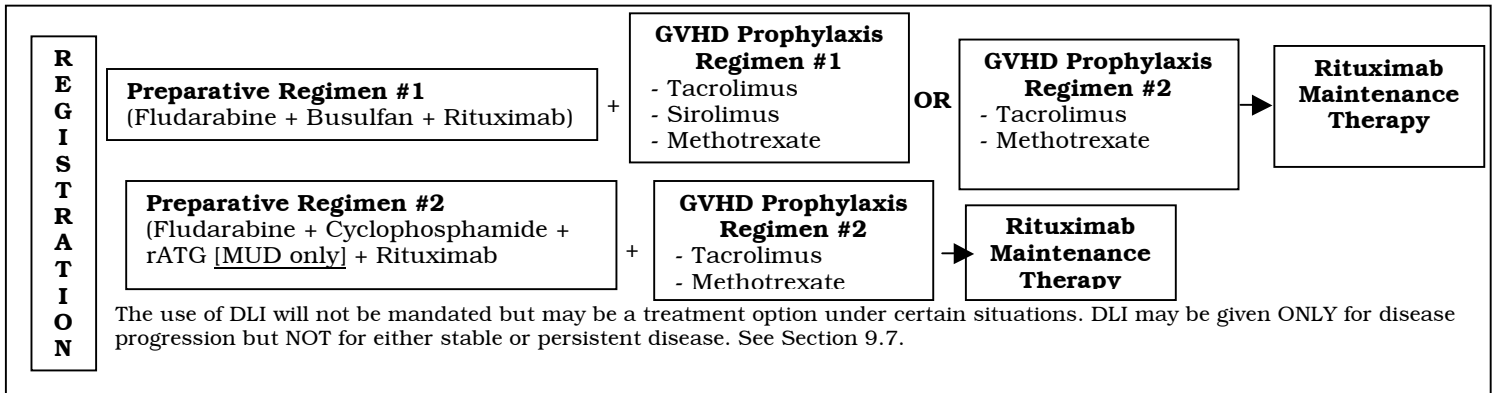 R
E
G
I
S
T
R
A
T
I
O
N
Preparative Regimen #1
(Fludarabine + Busulfan + Rituximab)
+
GVHD Prophylaxis
Regimen #1
- Tacrolimus
- Sirolimus
- Methotrexate
OR
GVHD Prophylaxis
Regimen #2
- Tacrolimus
- Methotrexate
Rituximab
Maintenance
Therapy
Preparative Regimen #2
(Fludarabine + Cyclophosphamide +
rATG [MUD only] + Rituximab
+
GVHD Prophylaxis
Regimen #2
- Tacrolimus
- Methotrexate
Rituximab
Maintenance
Therapy
The use of DLI will not be mandated but may be a treatment option under certain situations. DLI may be given ONLY for disease
progression but NOT for either stable or persistent disease. See Section 9.7.